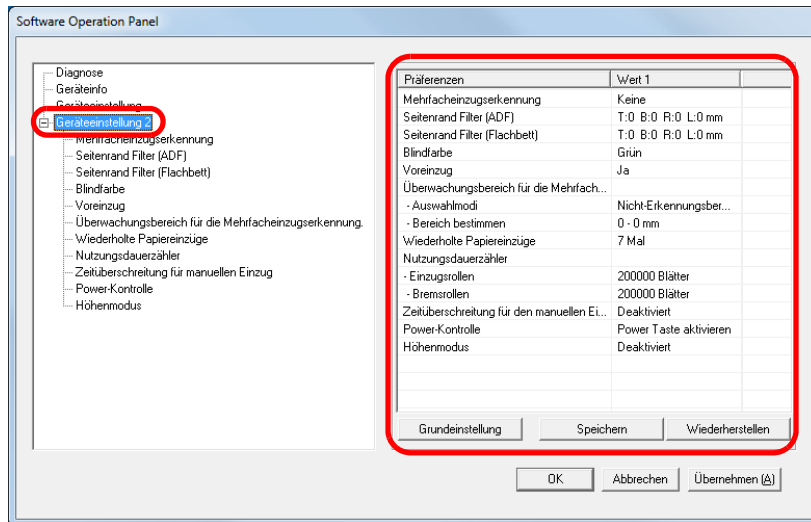 Software Operation Panel
Diagnose
Geräteinfo
Geräteeinstellung
Geräteeinstellung 2
Mehrfacheinzugserkennung
Seitenrand Filter (ADF)
Seitenrand Filter (Flachbett)
Blindfarbe
Voreinzug
Überwachungsbereich für die Mehrfacheinzugserkennung.
Wiederholte Papiereinzüge
Nutzungsdauerzähler
Zeitüberschreitung für manuellen Einzug
Power-Kontrolle
Höhenmodus
Präferenzen Wert 1
Mehrfacheinzugserkennung Keine
Seitenrand Filter (ADF) T:0 B:0 R:0 L:0 mm
Seitenrand Filter (Flachbett) T:0 B:0 R:0 L:0 mm
Blindfarbe Grün
Voreinzug Ja
Überwachungsbereich für die Mehrfach...
- Auswahlmodi Nicht-Erkennungsber...
- Bereich bestimmen 0 - 0 mm
Wiederholte Papiereinzüge 7 Mal
Nutzungsdauerzähler
- Einzugsrollen 200000 Blätter
- Bremsrollen 200000 Blätter
Zeitüberschreitung für den manuellen Ei... Deaktiviert
Power-Kontrolle Power Taste aktivieren
Höhenmodus Deaktiviert
Grundeinstellung Speichern Wiederherstellen
OK Abbrechen Übernehmen (A)